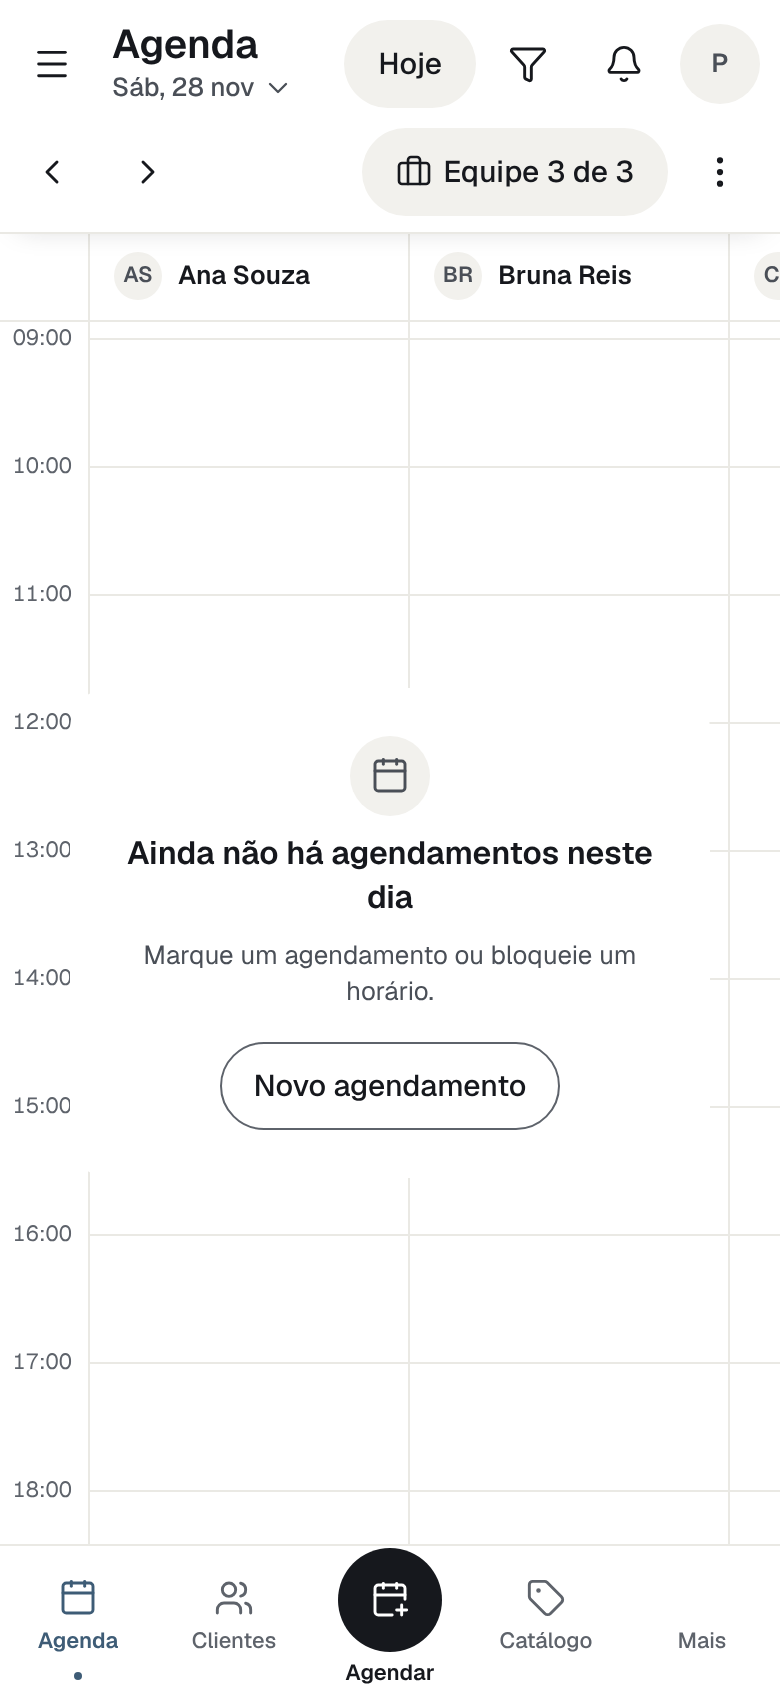 Agenda
Sáb, 28 nov
Hoje
P
Equipe 3 de 3
AS Ana Souza
BR Bruna Reis
C
09:00
10:00
11:00
12:00
13:00
14:00
15:00
16:00
17:00
18:00
Ainda não há agendamentos neste
dia
Marque um agendamento ou bloqueie um
horário.
Novo agendamento
Agenda
Clientes
Agendar
Catálogo
Mais